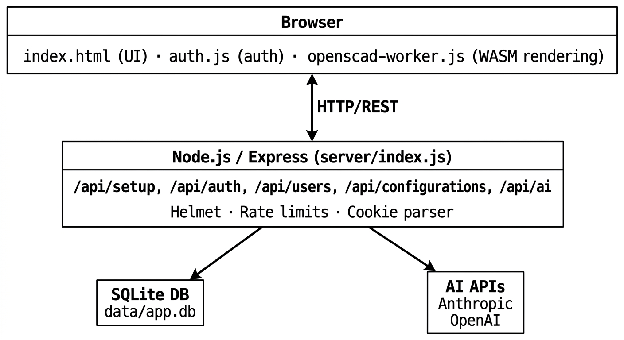 Browser
index.html (UI) · auth.js (auth) · openscad-worker.js (WASM rendering)
HTTP/REST
Node.js / Express (server/index.js)
/api/setup, /api/auth, /api/users, /api/configurations, /api/ai
Helmet · Rate limits · Cookie parser
SQLite DB
data/app.db
AI APIs
Anthropic
OpenAI